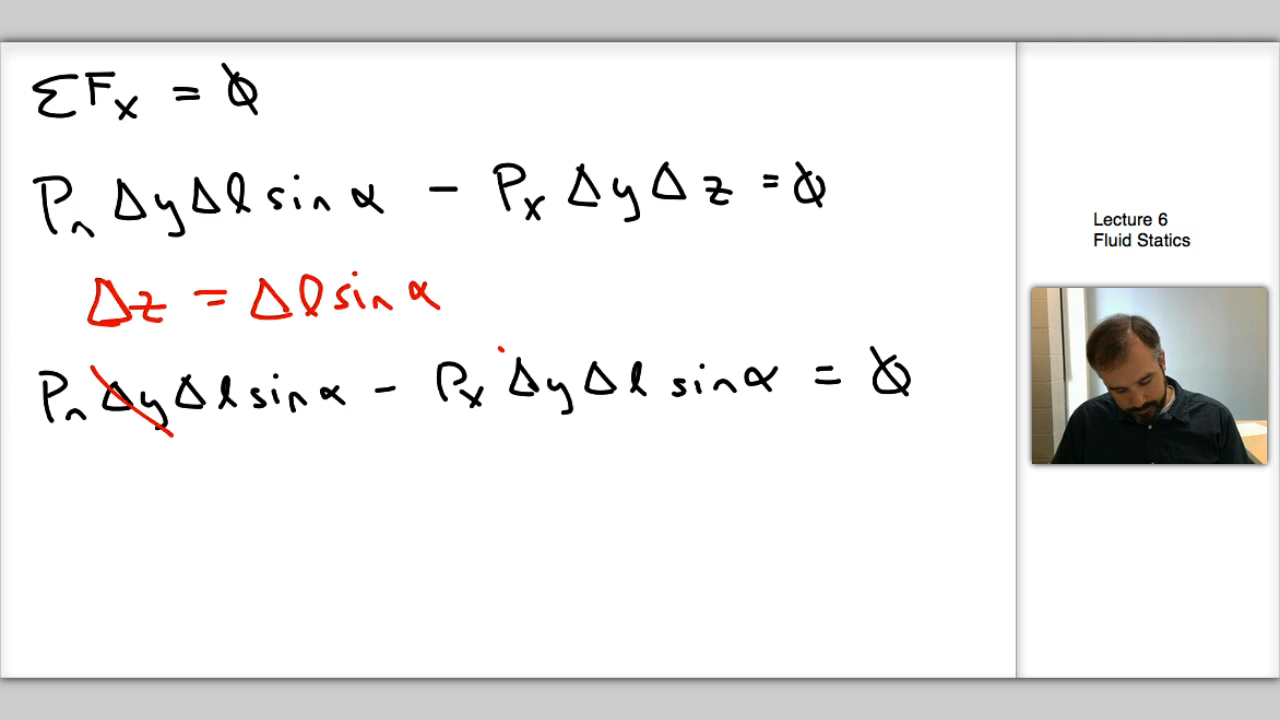 ΣFx = 0
Pn Δy Δl sin α - Px Δy Δz = 0
Δz = Δl sin α
Pn Δy Δl sin α - Px Δy Δl sin α = 0
Lecture 6
Fluid Statics